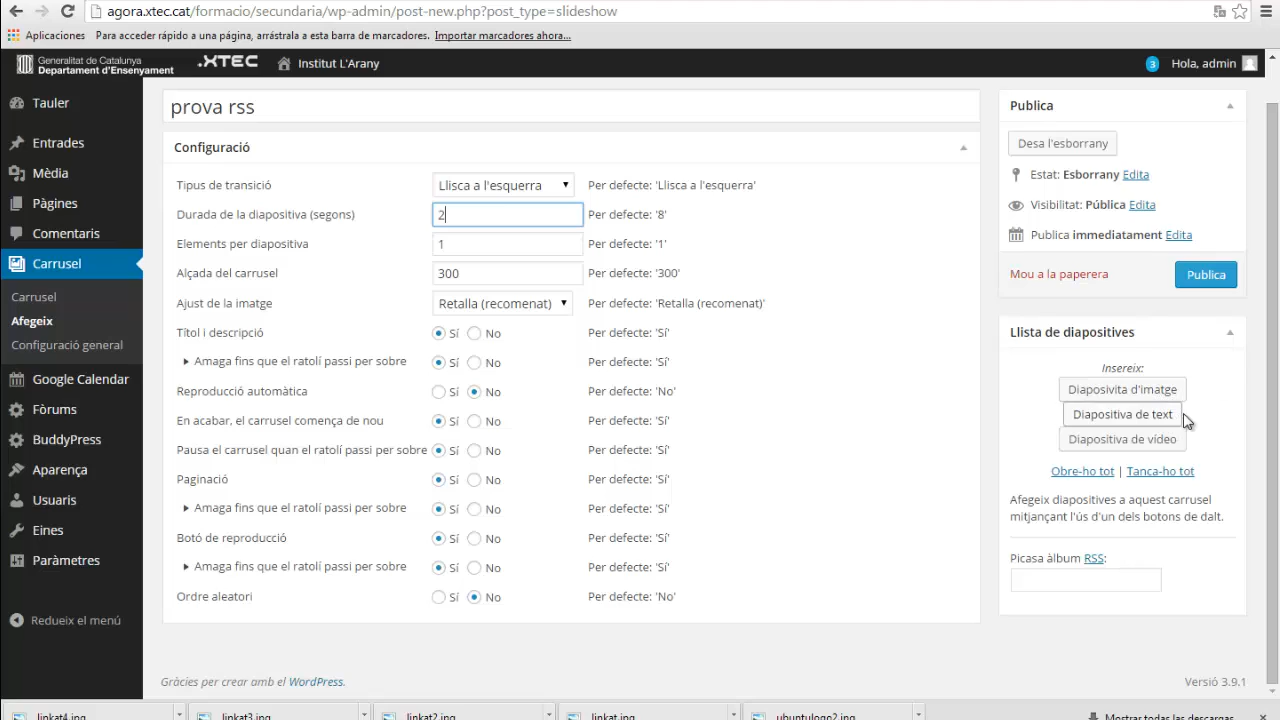 agora.xtec.cat/formacio/secundaria/wp-admin/post-new.php?post_type=slideshow
Aplicaciones Para acceder rápido a una página, arrástrala a esta barra de marcadores. Importar marcadores ahora...
Generalitat de Catalunya
Departament d'Ensenyament
.XTEC
Institut L'Arany
3 Hola, admin
Tauler
Entrades
Mèdia
Pàgines
Comentaris
Carrusel
Carrusel
Afegeix
Configuració general
Google Calendar
Fòrums
BuddyPress
Aparença
Usuaris
Eines
Paràmetres
Redueix el menú
prova rss
Configuració
Tipus de transició Llisca a l'esquerra Per defecte: 'Llisca a l'esquerra'
Durada de la diapositiva (segons) 2 Per defecte: '8'
Elements per diapositiva 1 Per defecte: '1'
Alçada del carrusel 300 Per defecte: '300'
Ajust de la imatge Retalla (recomenat) Per defecte: 'Retalla (recomenat)'
Títol i descripció Sí No Per defecte: 'Sí'
Amaga fins que el ratolí passi per sobre Sí No Per defecte: 'Sí'
Reproducció automàtica Sí No Per defecte: 'No'
En acabar, el carrusel comença de nou Sí No Per defecte: 'Sí'
Pausa el carrusel quan el ratolí passi per sobre Sí No Per defecte: 'Sí'
Paginació Sí No Per defecte: 'Sí'
Amaga fins que el ratolí passi per sobre Sí No Per defecte: 'Sí'
Botó de reproducció Sí No Per defecte: 'Sí'
Amaga fins que el ratolí passi per sobre Sí No Per defecte: 'Sí'
Ordre aleatori Sí No Per defecte: 'No'
Publica
Desa l'esborrany
Estat: Esborrany Edita
Visibilitat: Pública Edita
Publica immediatament Edita
Mou a la paperera Publica
Llista de diapositives
Insereix:
Diaposivita d'imatge
Diapositiva de text
Diapositiva de vídeo
Obre-ho tot | Tanca-ho tot
Afegeix diapositives a aquest carrusel
mitjançant l'ús d'un dels botons de dalt.
Picasa àlbum RSS:
Gràcies per crear amb el WordPress.
Versió 3.9.1
linkat4.jpg linkat3.jpg linkat2.jpg linkat.jpg ubuntulogo2.jpg Mostrar todas las descargas